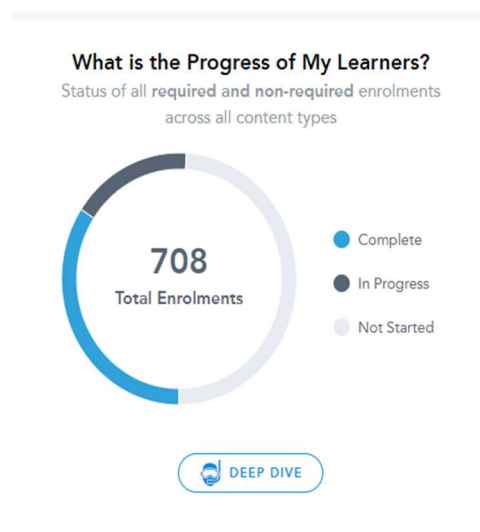 What is the Progress of My Learners?
Status of all required and non-required enrolments
across all content types
708
Total Enrolments
Complete
In Progress
Not Started
DEEP DIVE